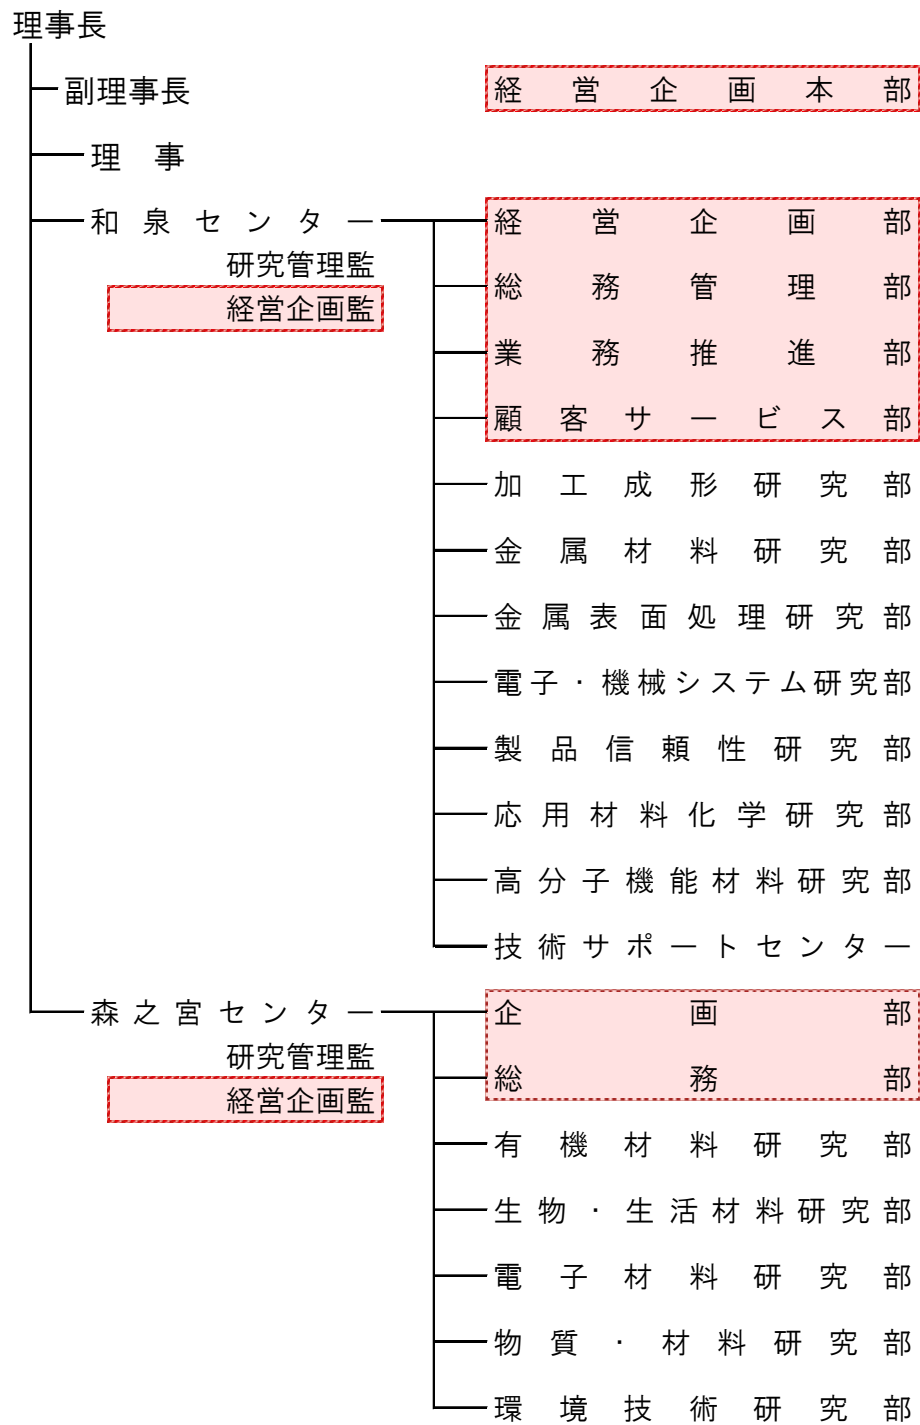 理事長
副理事長
経営企画本部
理　事
和泉センター
経営企画部
研究管理監
総務管理部
経営企画監
業務推進部
顧客サービス部
加工成形研究部
金属材料研究部
金属表面処理研究部
電子・機械システム研究部
製品信頼性研究部
応用材料化学研究部
高分子機能材料研究部
技術サポートセンター
森之宮センター
企画部
研究管理監
総務部
経営企画監
有機材料研究部
生物・生活材料研究部
電子材料研究部
物質・材料研究部
環境技術研究部